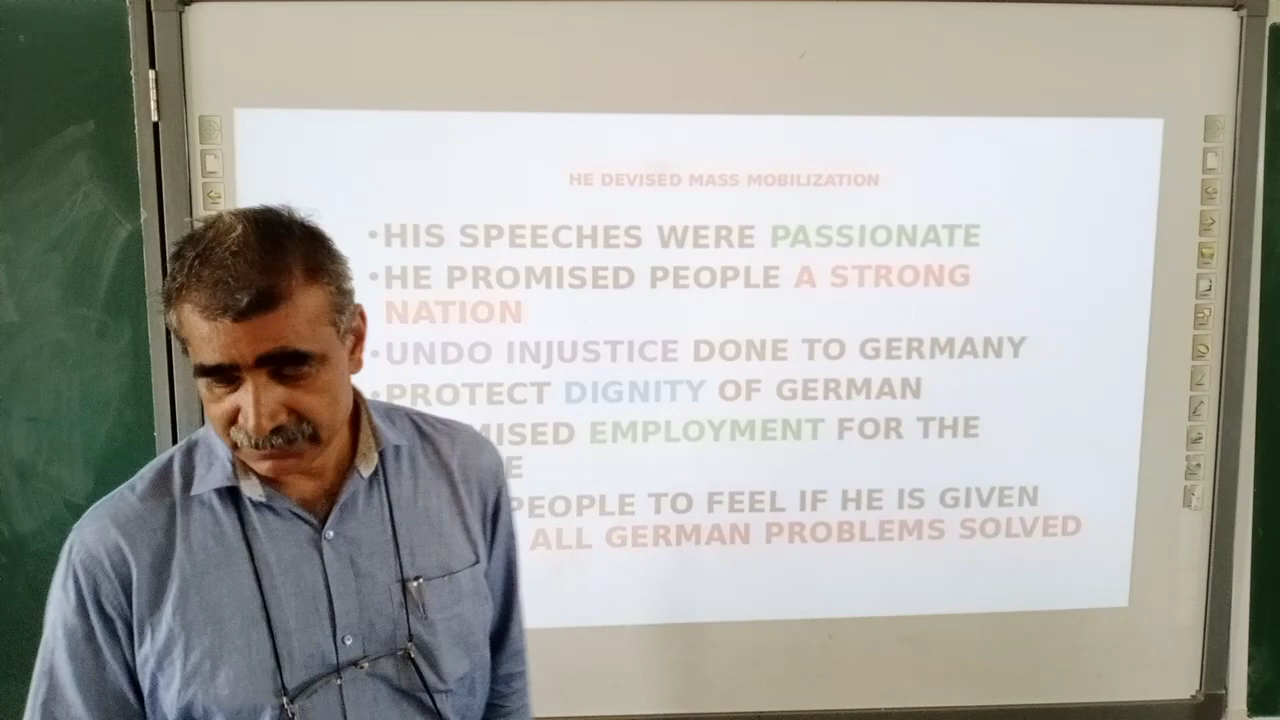 HE DEVISED MASS MOBILIZATION
•HIS SPEECHES WERE PASSIONATE
•HE PROMISED PEOPLE A STRONG
NATION
•UNDO INJUSTICE DONE TO GERMANY
•PROTECT DIGNITY OF GERMAN
EMPLOYMENT FOR THE
PEOPLE TO FEEL IF HE IS GIVEN
ALL GERMAN PROBLEMS SOLVED